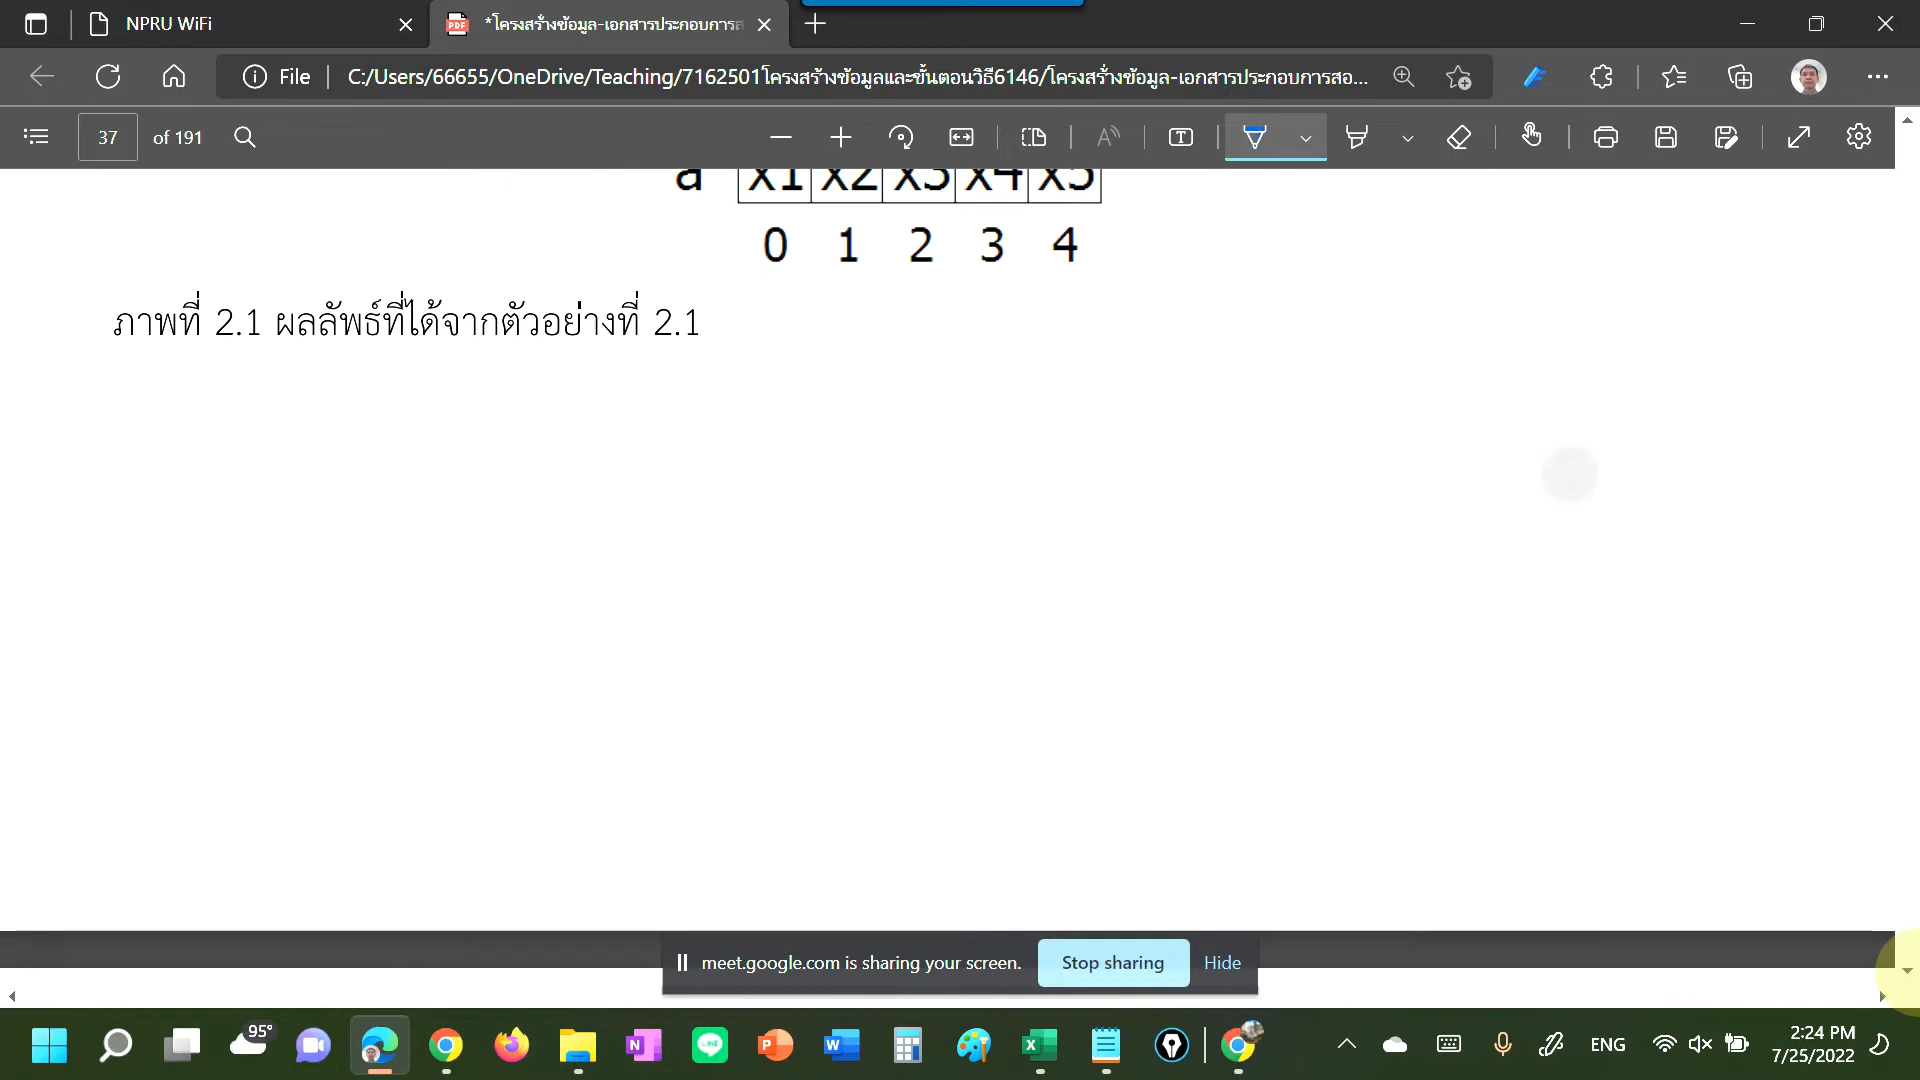 NPRU WiFi
*โครงสร้างข้อมูล-เอกสารประกอบการส
File
C:/Users/66655/OneDrive/Teaching/7162501โครงสร้างข้อมูลและขั้นตอนวิธี6146/โครงสร้างข้อมูล-เอกสารประกอบการสอ...
37 of 191
a x1 x2 x3 x4 x5
0 1 2 3 4
ภาพที่ 2.1 ผลลัพธ์ที่ได้จากตัวอย่างที่ 2.1
meet.google.com is sharing your screen. Stop sharing Hide
95°
ENG
2:24 PM
7/25/2022